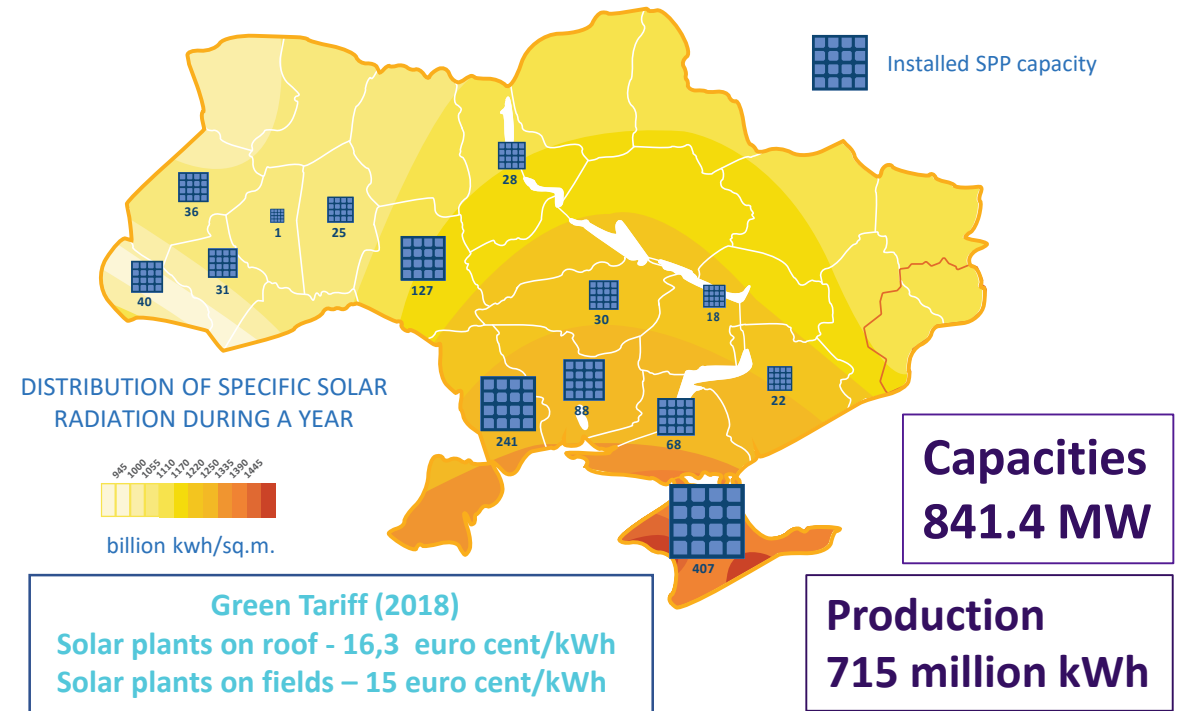 Installed SPP capacity
28
36
1
25
31
40
127
30
18
88
22
241
68
407
DISTRIBUTION OF SPECIFIC SOLAR
RADIATION DURING A YEAR
945 1000 1055 1110 1170 1220 1250 1335 1390 1445
billion kwh/sq.m.
Capacities
841.4 MW
Green Tariff (2018)
Solar plants on roof - 16,3 euro cent/kWh
Solar plants on fields – 15 euro cent/kWh
Production
715 million kWh